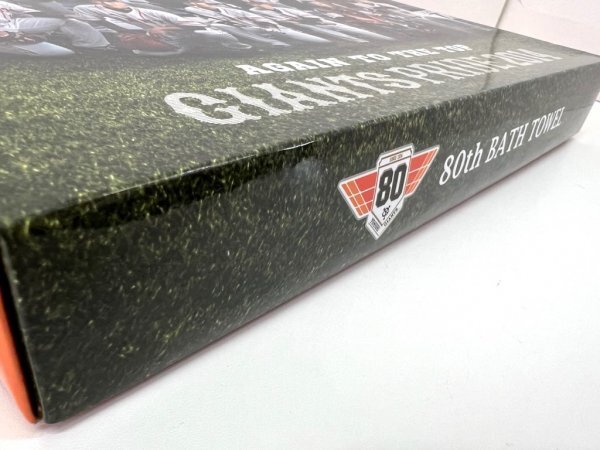 AGAIN TO THE TOP
GIANTS PRIDE 2014
80
80th BATH TOWEL